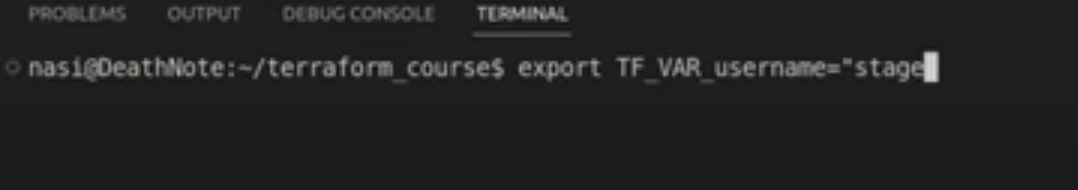 PROBLEMS OUTPUT DEBUG CONSOLE TERMINAL
nasi@DeathNote:~/terraform_course$ export TF_VAR_username="stage